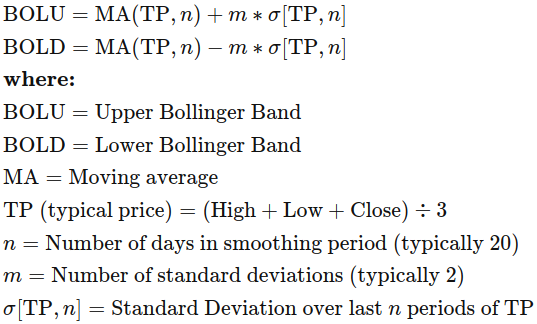 BOLU = MA(TP, n) + m ∗ σ[TP, n]
BOLD = MA(TP, n) − m ∗ σ[TP, n]
where:
BOLU = Upper Bollinger Band
BOLD = Lower Bollinger Band
MA = Moving average
TP (typical price) = (High + Low + Close) ÷ 3
n = Number of days in smoothing period (typically 20)
m = Number of standard deviations (typically 2)
σ[TP, n] = Standard Deviation over last n periods of TP